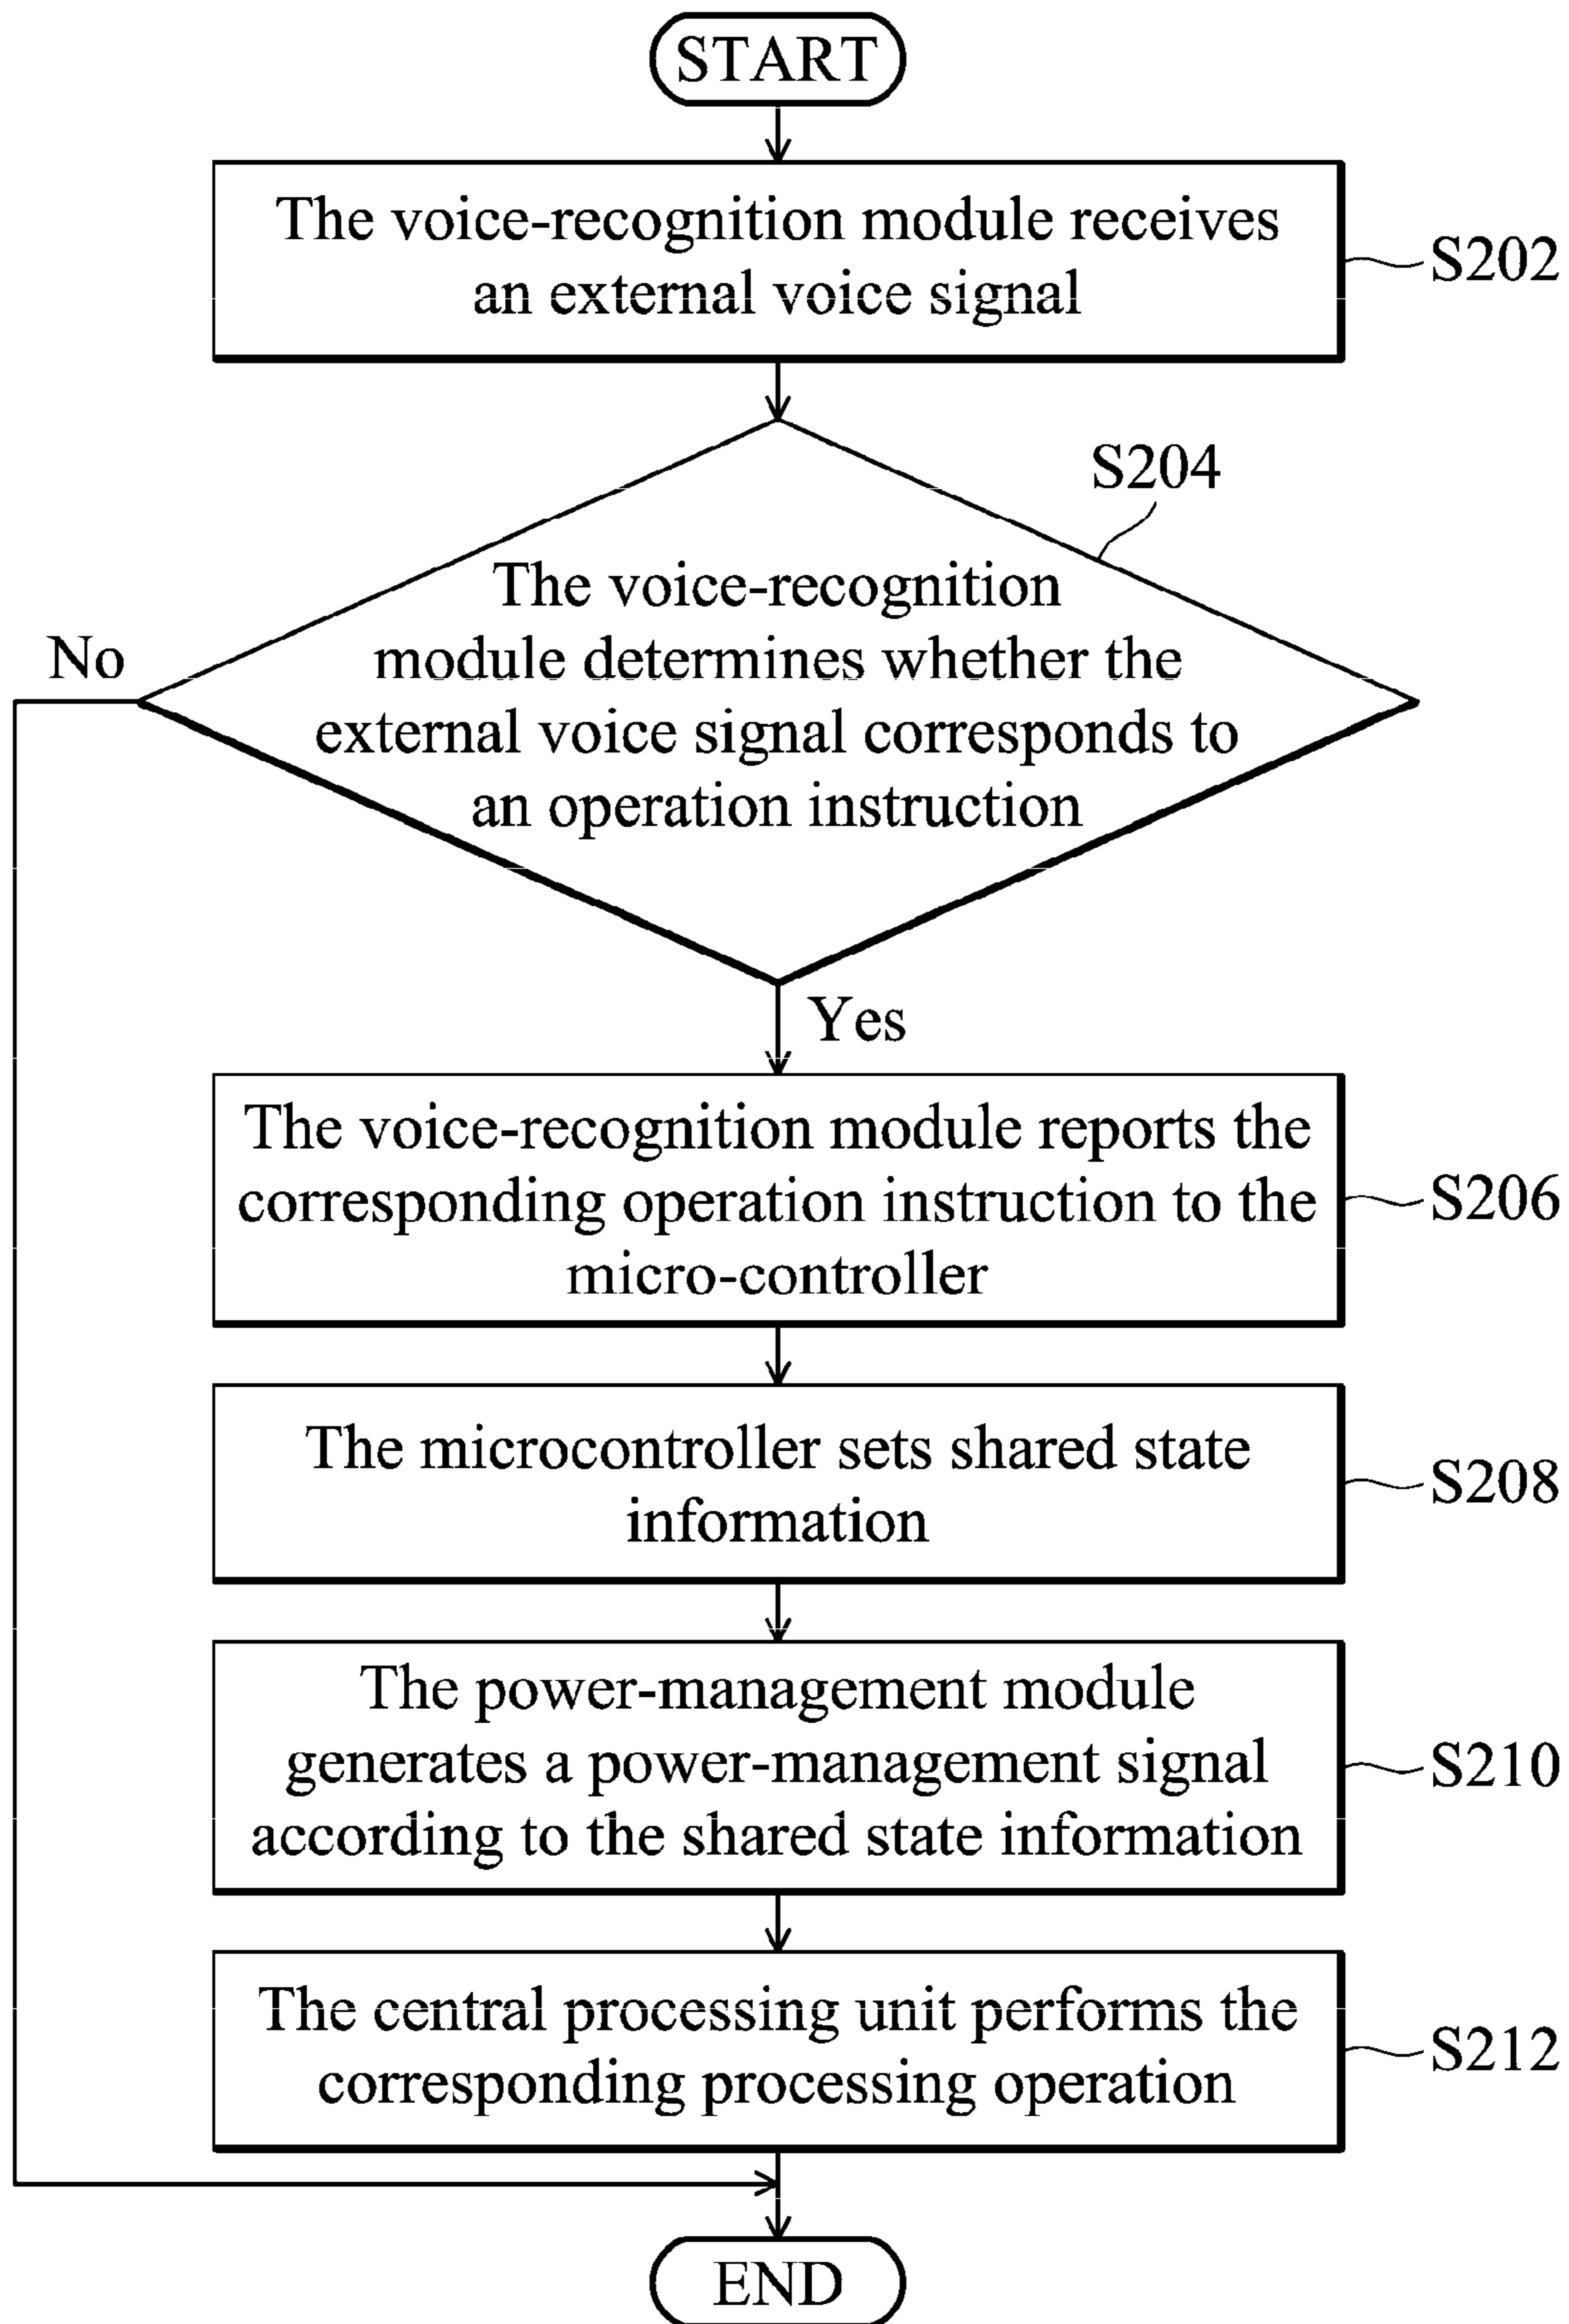 START
The voice-recognition module receives
an external voice signal
S202
S204
The voice-recognition
module determines whether the
external voice signal corresponds to
an operation instruction
No
Yes
The voice-recognition module reports the
corresponding operation instruction to the
micro-controller
S206
The microcontroller sets shared state
information
S208
The power-management module
generates a power-management signal
according to the shared state information
S210
The central processing unit performs the
corresponding processing operation
S212
END